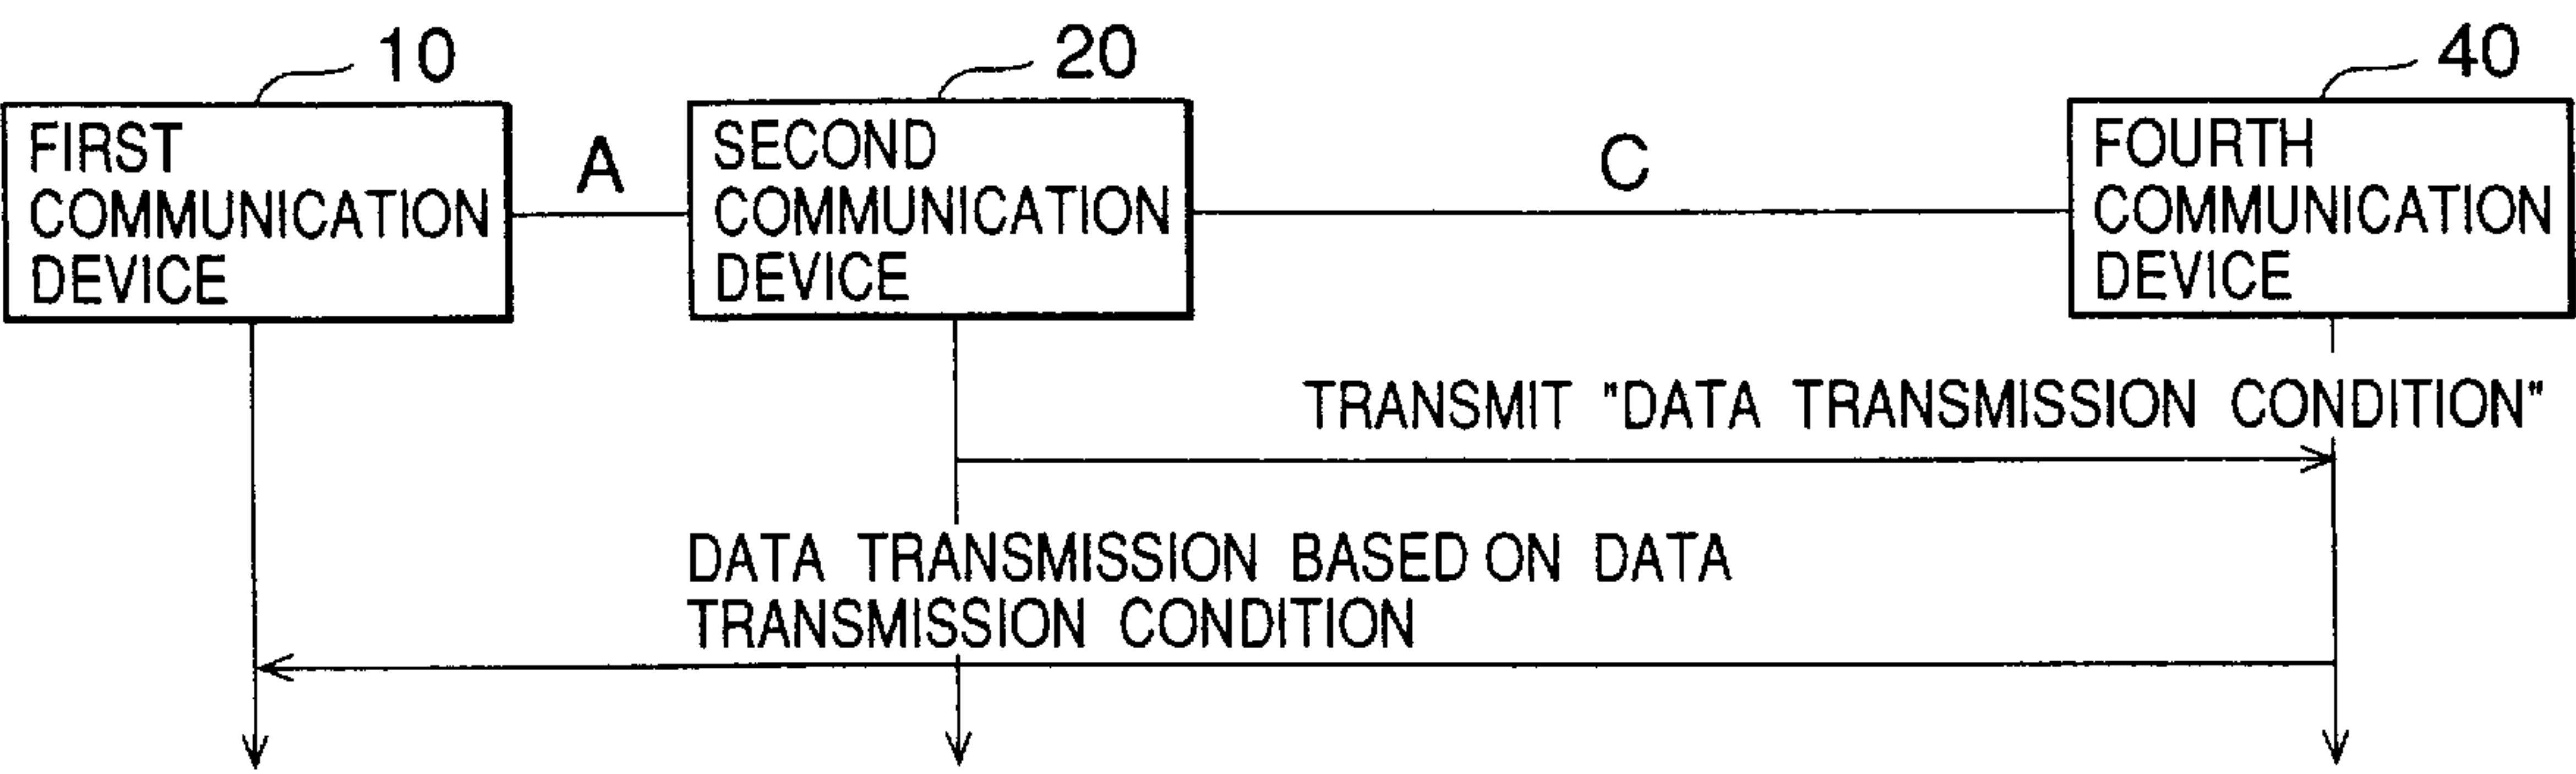 10
20
40
FIRST
COMMUNICATION
DEVICE
A
SECOND
COMMUNICATION
DEVICE
C
FOURTH
COMMUNICATION
DEVICE
TRANSMIT "DATA TRANSMISSION CONDITION"
DATA TRANSMISSION BASED ON DATA
TRANSMISSION CONDITION